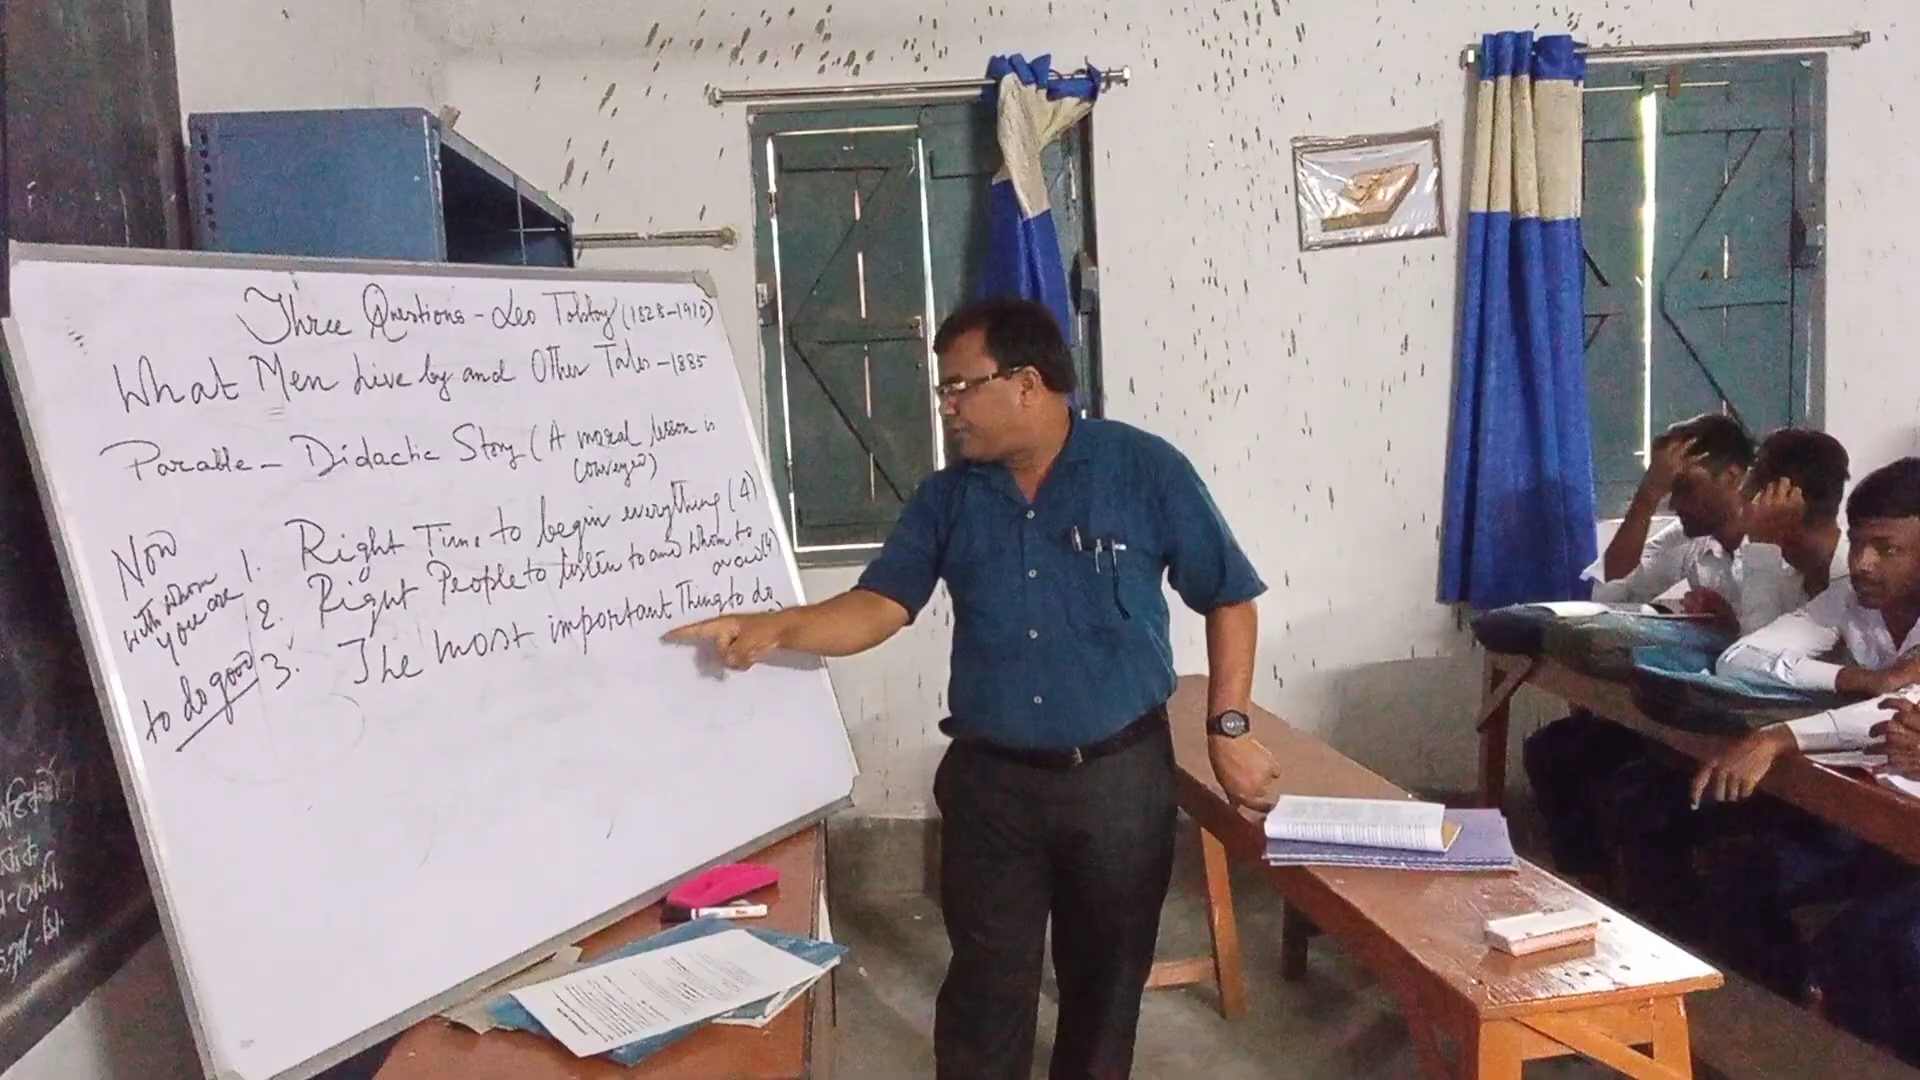 Three Questions - Leo Tolstoy (1828-1910)
What Men Live by and Other Tales - 1885
Parable - Didactic Story (A moral lesson is
conveyed)
Now 1. Right Time to begin everything (4)
with whom you are 2. Right People to listen to and whom to
avoid (4
to do good 3. The most important Thing to do